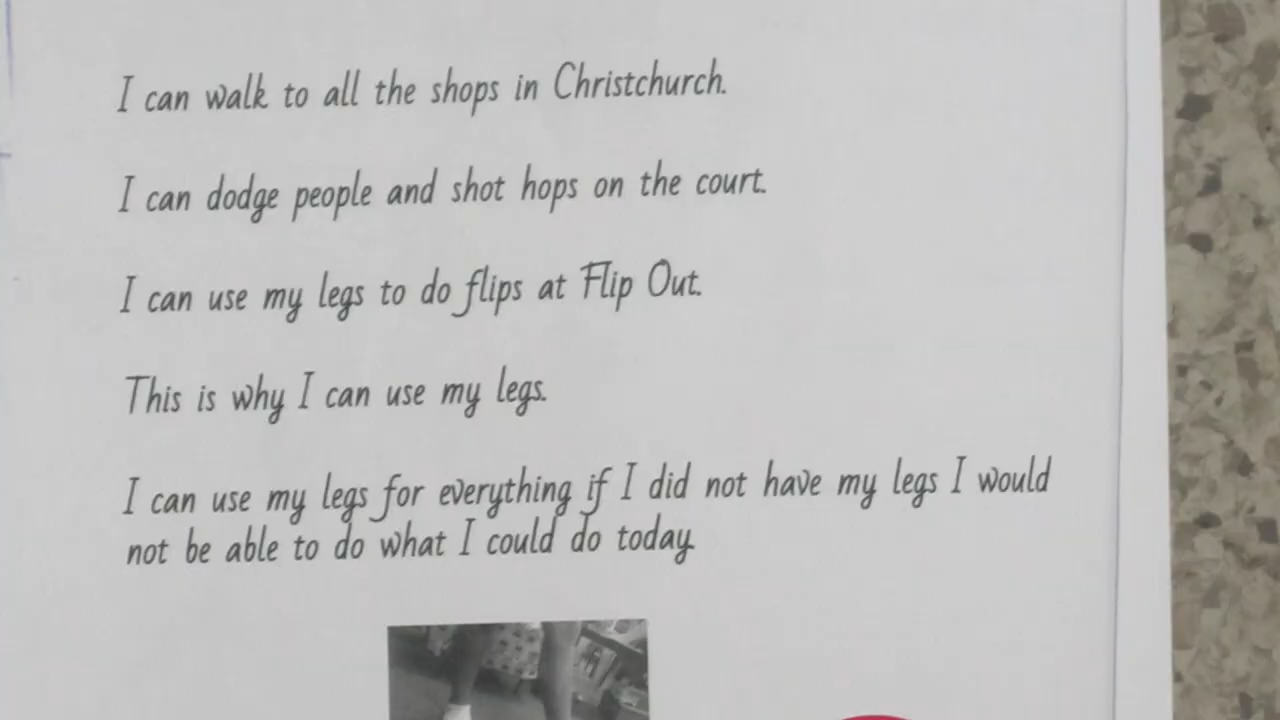 I can walk to all the shops in Christchurch.
I can dodge people and shot hops on the court.
I can use my legs to do flips at Flip Out.
This is why I can use my legs.
I can use my legs for everything if I did not have my legs I would
not be able to do what I could do today